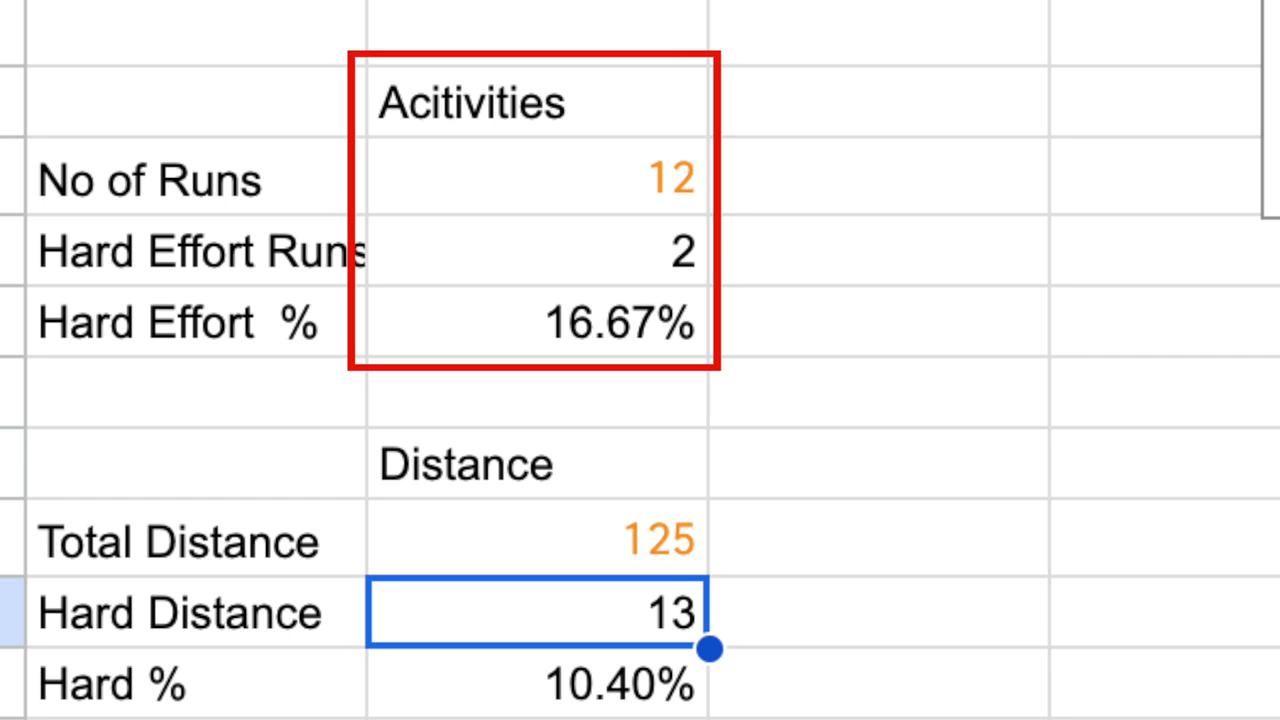 Acitivities
No of Runs 12
Hard Effort Runs 2
Hard Effort % 16.67%
Distance
Total Distance 125
Hard Distance 13
Hard % 10.40%